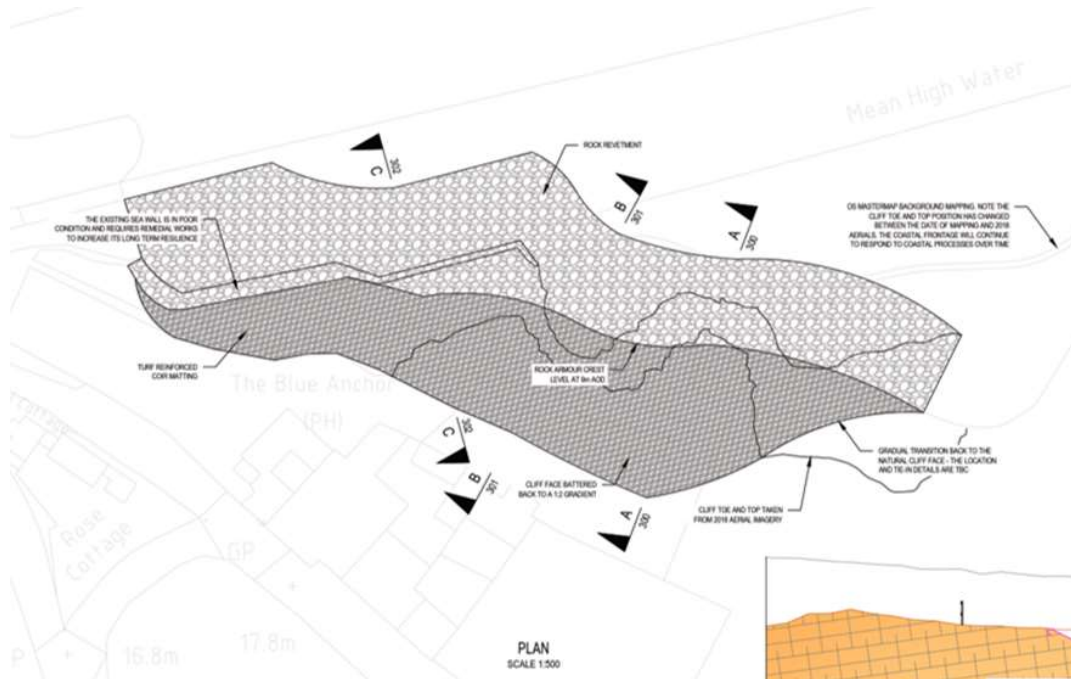 Mean High Water
ROCK REVETMENT
C
302
B
301
A
300
THE EXISTING SEA WALL IS IN POOR
CONDITION AND REQUIRES REMEDIAL WORKS
TO INCREASE ITS LONG TERM RESILIENCE
OS MASTERMAP BACKGROUND MAPPING. NOTE THE
CLIFF TOE AND TOP POSITION HAS CHANGED
BETWEEN THE DATE OF MAPPING AND 2018
AERIALS. THE COASTAL FRONTAGE WILL CONTINUE
TO RESPOND TO COASTAL PROCESSES OVER TIME
TURF REINFORCED
COIR MATTING
The Blue Anchor
(PH)
ROCK ARMOUR CREST
LEVEL AT 9m AOD
Cottage
C
302
B
301
A
300
CLIFF FACE BATTERED
BACK TO A 1:2 GRADIENT
GRADUAL TRANSITION BACK TO THE
NATURAL CLIFF FACE - THE LOCATION
AND TIE-IN DETAILS ARE TBC
CLIFF TOE AND TOP TAKEN
FROM 2018 AERIAL IMAGERY
Rose
Cottage
GP
P
16.8m
17.8m
PLAN
SCALE 1:500